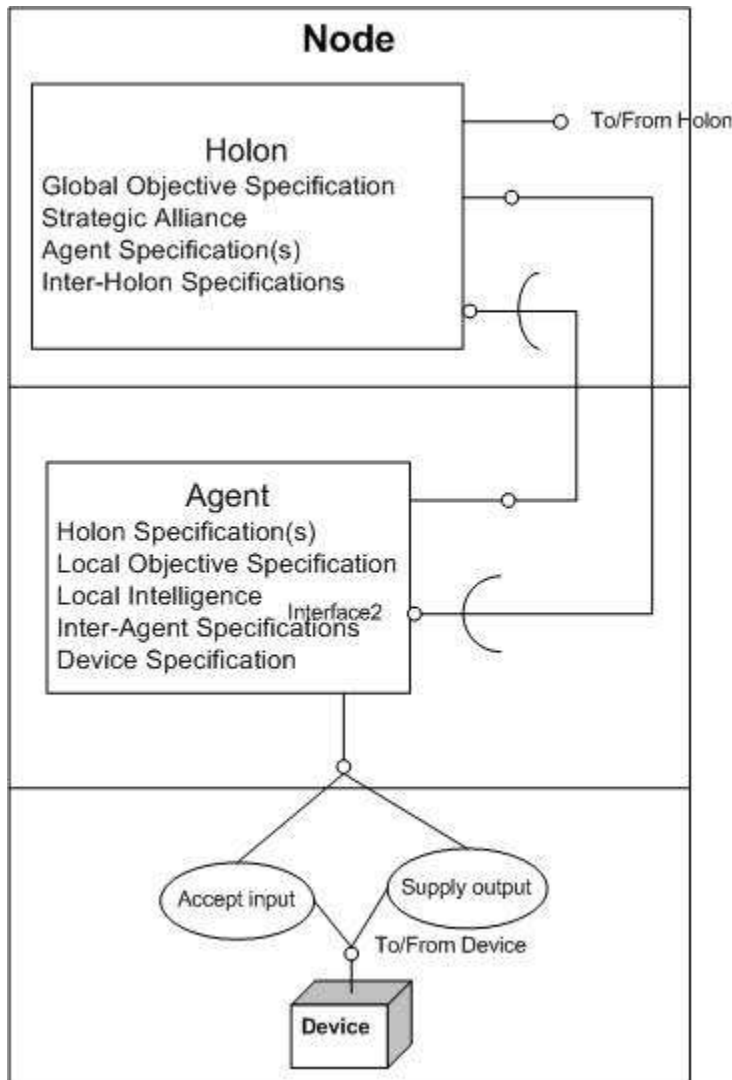 Node
Holon
Global Objective Specification
Strategic Alliance
Agent Specification(s)
Inter-Holon Specifications
To/From Holon
Agent
Holon Specification(s)
Local Objective Specification
Local Intelligence
Interface2
Inter-Agent Specifications
Device Specification
Accept input
Supply output
To/From Device
Device